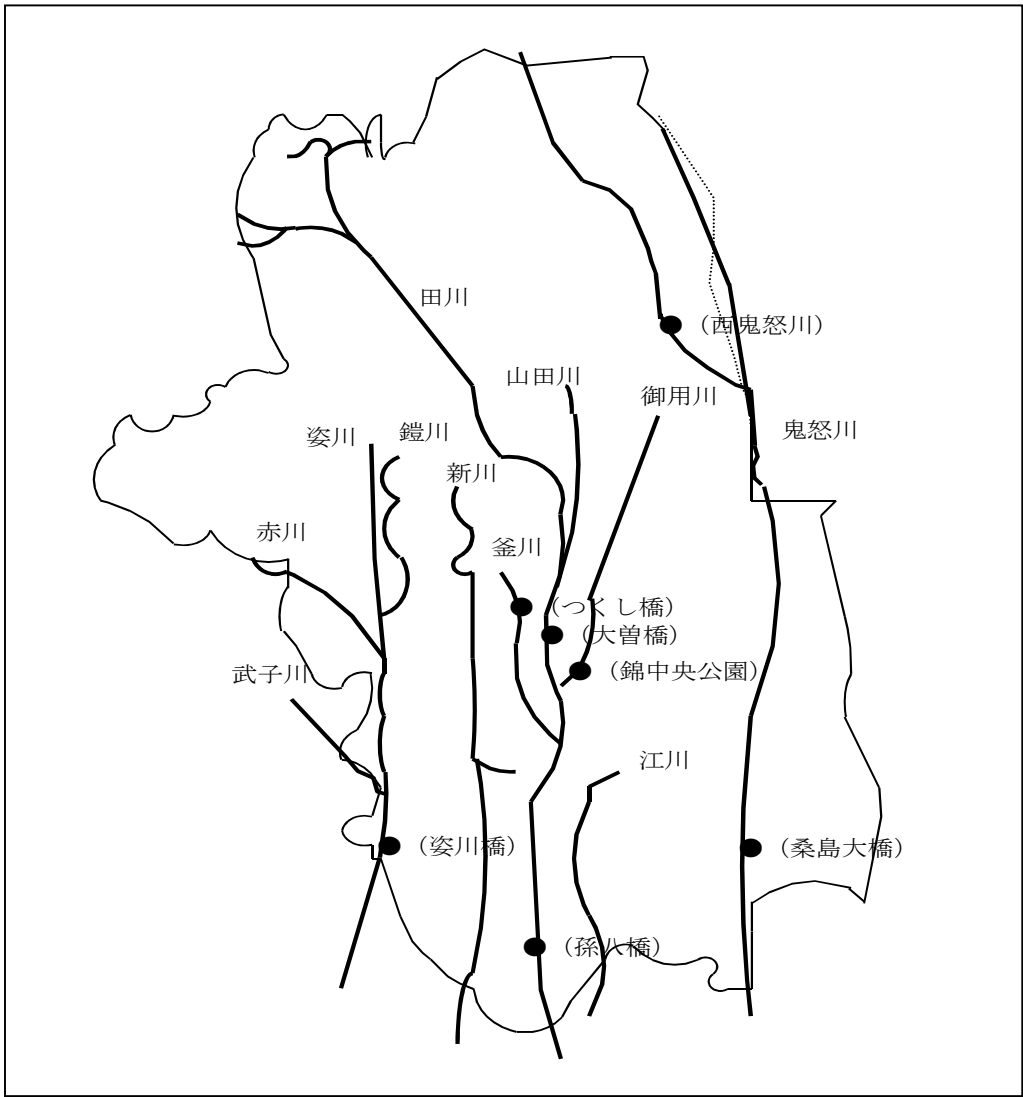 田川
（西鬼怒川）
山田川
御用川
鬼怒川
姿川
鎧川
新川
赤川
釜川
（つくし橋）
（大曽橋）
（錦中央公園）
武子川
江川
（姿川橋）
（桑島大橋）
（孫八橋）